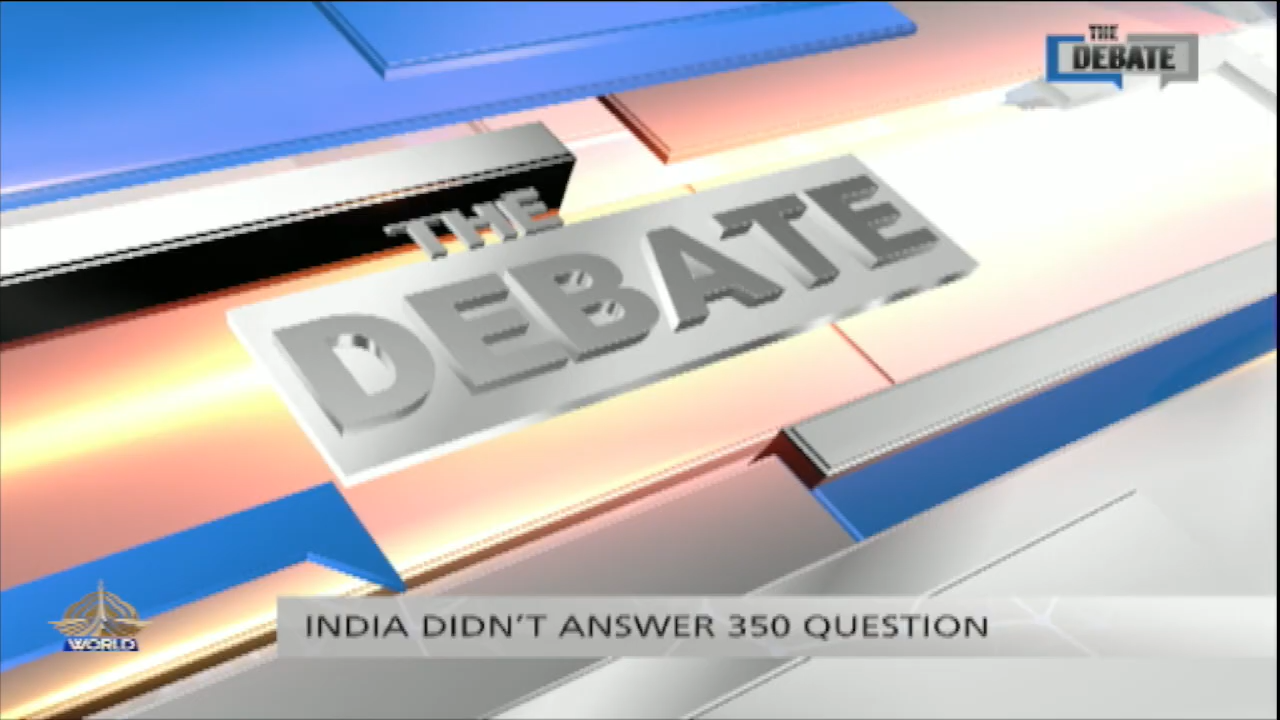 THE
DEBATE
THE
DEBATE
WORLD
INDIA DIDN'T ANSWER 350 QUESTION